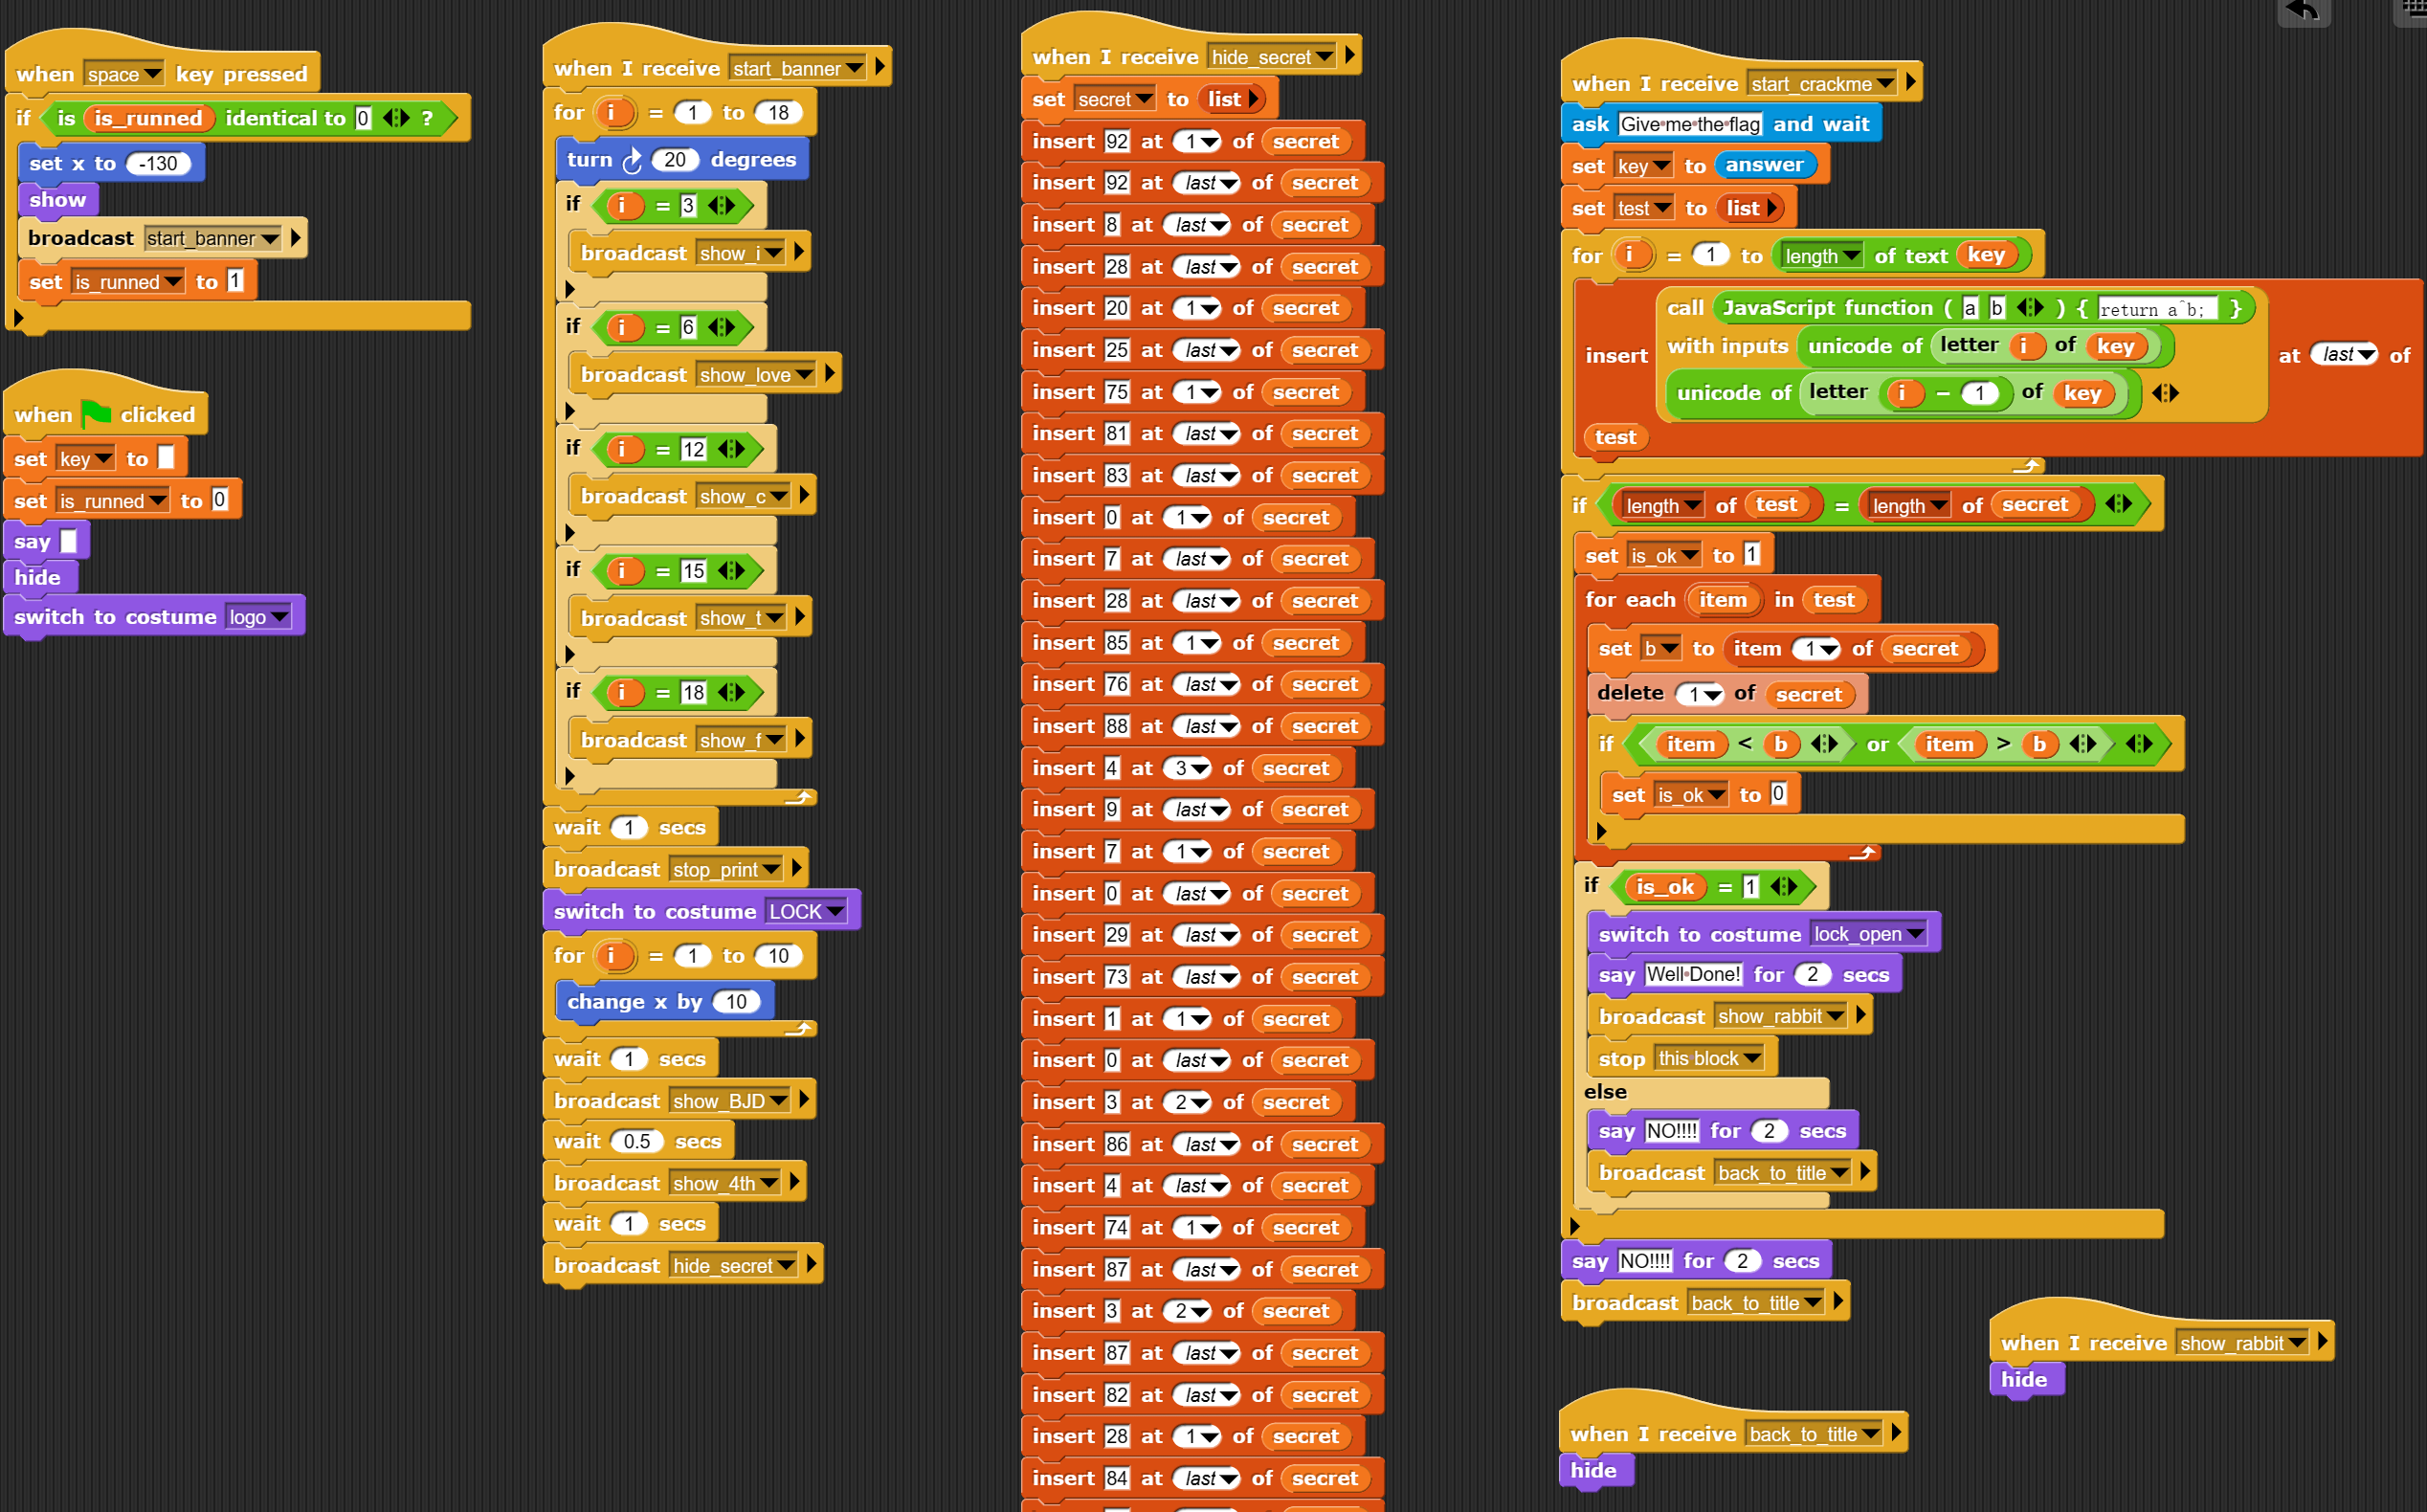 when space key pressed
if is is_runned identical to 0 ?
set x to -130
show
broadcast start_banner
set is_runned to 1
when clicked
set key to
set is_runned to 0
say
hide
switch to costume logo
when I receive start_banner
for i = 1 to 18
turn 20 degrees
if i = 3
broadcast show_i
if i = 6
broadcast show_love
if i = 12
broadcast show_c
if i = 15
broadcast show_t
if i = 18
broadcast show_f
wait 1 secs
broadcast stop_print
switch to costume LOCK
for i = 1 to 10
change x by 10
wait 1 secs
broadcast show_BJD
wait 0.5 secs
broadcast show_4th
wait 1 secs
broadcast hide_secret
when I receive hide_secret
set secret to list
insert 92 at 1 of secret
insert 92 at last of secret
insert 8 at last of secret
insert 28 at last of secret
insert 20 at 1 of secret
insert 25 at last of secret
insert 75 at 1 of secret
insert 81 at last of secret
insert 83 at last of secret
insert 0 at 1 of secret
insert 7 at last of secret
insert 28 at last of secret
insert 85 at 1 of secret
insert 76 at last of secret
insert 88 at last of secret
insert 4 at 3 of secret
insert 9 at last of secret
insert 7 at 1 of secret
insert 0 at last of secret
insert 29 at last of secret
insert 73 at last of secret
insert 1 at 1 of secret
insert 0 at last of secret
insert 3 at 2 of secret
insert 86 at last of secret
insert 4 at last of secret
insert 74 at 1 of secret
insert 87 at last of secret
insert 3 at 2 of secret
insert 87 at last of secret
insert 82 at last of secret
insert 28 at 1 of secret
insert 84 at last of secret
when I receive start_crackme
ask Give me the flag and wait
set key to answer
set test to list
for i = 1 to length of text key
call JavaScript function ( a b ) { return a^b; }
insert with inputs unicode of letter i of key at last of
unicode of letter i − 1 of key
test
if length of test = length of secret
set is_ok to 1
for each item in test
set b to item 1 of secret
delete 1 of secret
if item < b or item > b
set is_ok to 0
if is_ok = 1
switch to costume lock_open
say Well Done! for 2 secs
broadcast show_rabbit
stop this block
else
say NO!!!! for 2 secs
broadcast back_to_title
say NO!!!! for 2 secs
broadcast back_to_title
when I receive show_rabbit
hide
when I receive back_to_title
hide